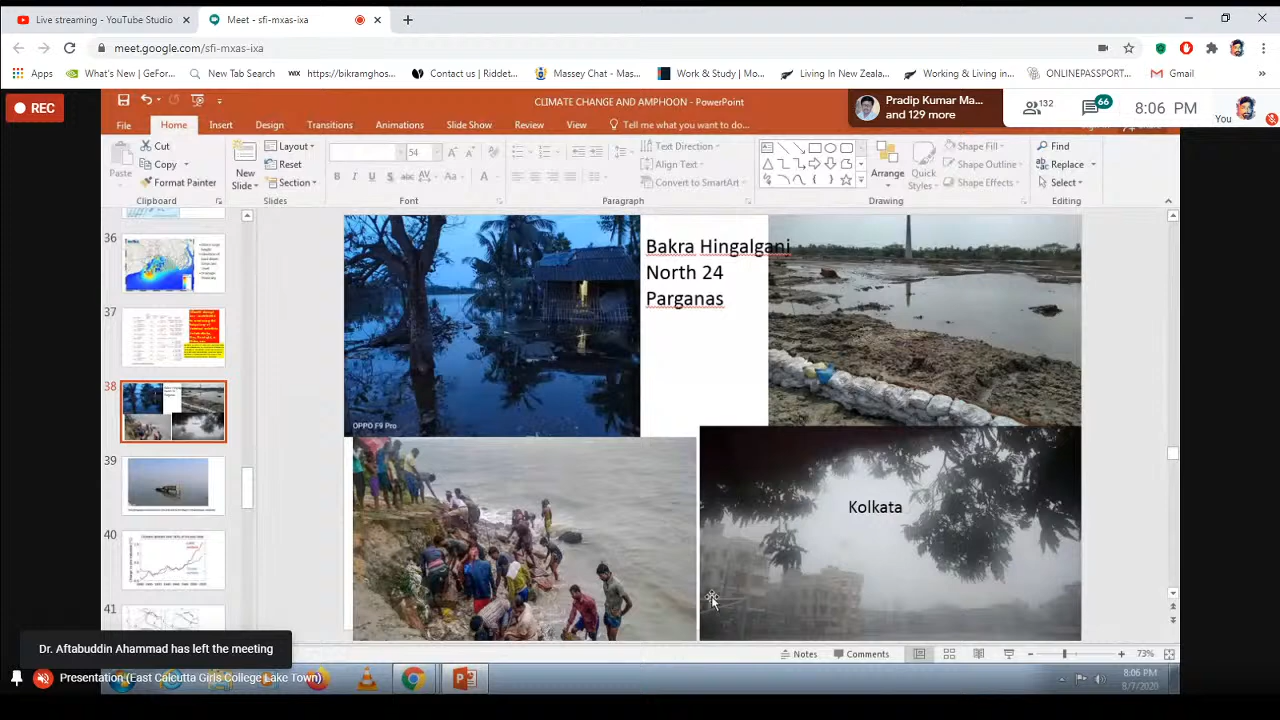 Live streaming - YouTube Studio
Meet - sfi-mxas-ixa
meet.google.com/sfi-mxas-ixa
Apps
What's New | GeFor...
New Tab Search
https://bikramghos...
Contact us | Riddet...
Massey Chat - Mas...
Work & Study | Mo...
Living In New Zeala...
Working & Living in...
ONLINEPASSPORT...
Gmail
REC
CLIMATE CHANGE AND AMPHOON - PowerPoint
Pradip Kumar Ma...
and 129 more
132
66
8:06 PM
You
File
Home
Insert
Design
Transitions
Animations
Slide Show
Review
View
Tell me what you want to do...
Paste
Cut
Copy
Format Painter
Clipboard
New
Slide
Layout
Reset
Section
Slides
54
Font
Text Direction
Align Text
Convert to SmartArt
Paragraph
Arrange
Quick
Styles
Shape Fill
Shape Outline
Shape Effects
Drawing
Find
Replace
Select
Editing
36
37
38
39
40
41
Bakra Hingalganj
North 24
Parganas
OPPO F9 Pro
Kolkata
Dr. Aftabuddin Ahammad has left the meeting
Presentation (East Calcutta Girls College Lake Town)
Notes
Comments
73%
8:06 PM
8/7/2020